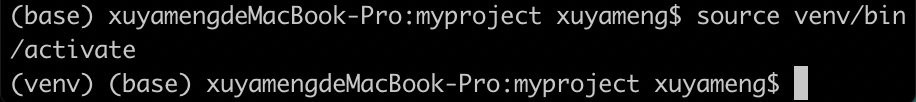 (base) xuyamengdeMacBook-Pro:myproject xuyameng$ source venv/bin
/activate
(venv) (base) xuyamengdeMacBook-Pro:myproject xuyameng$